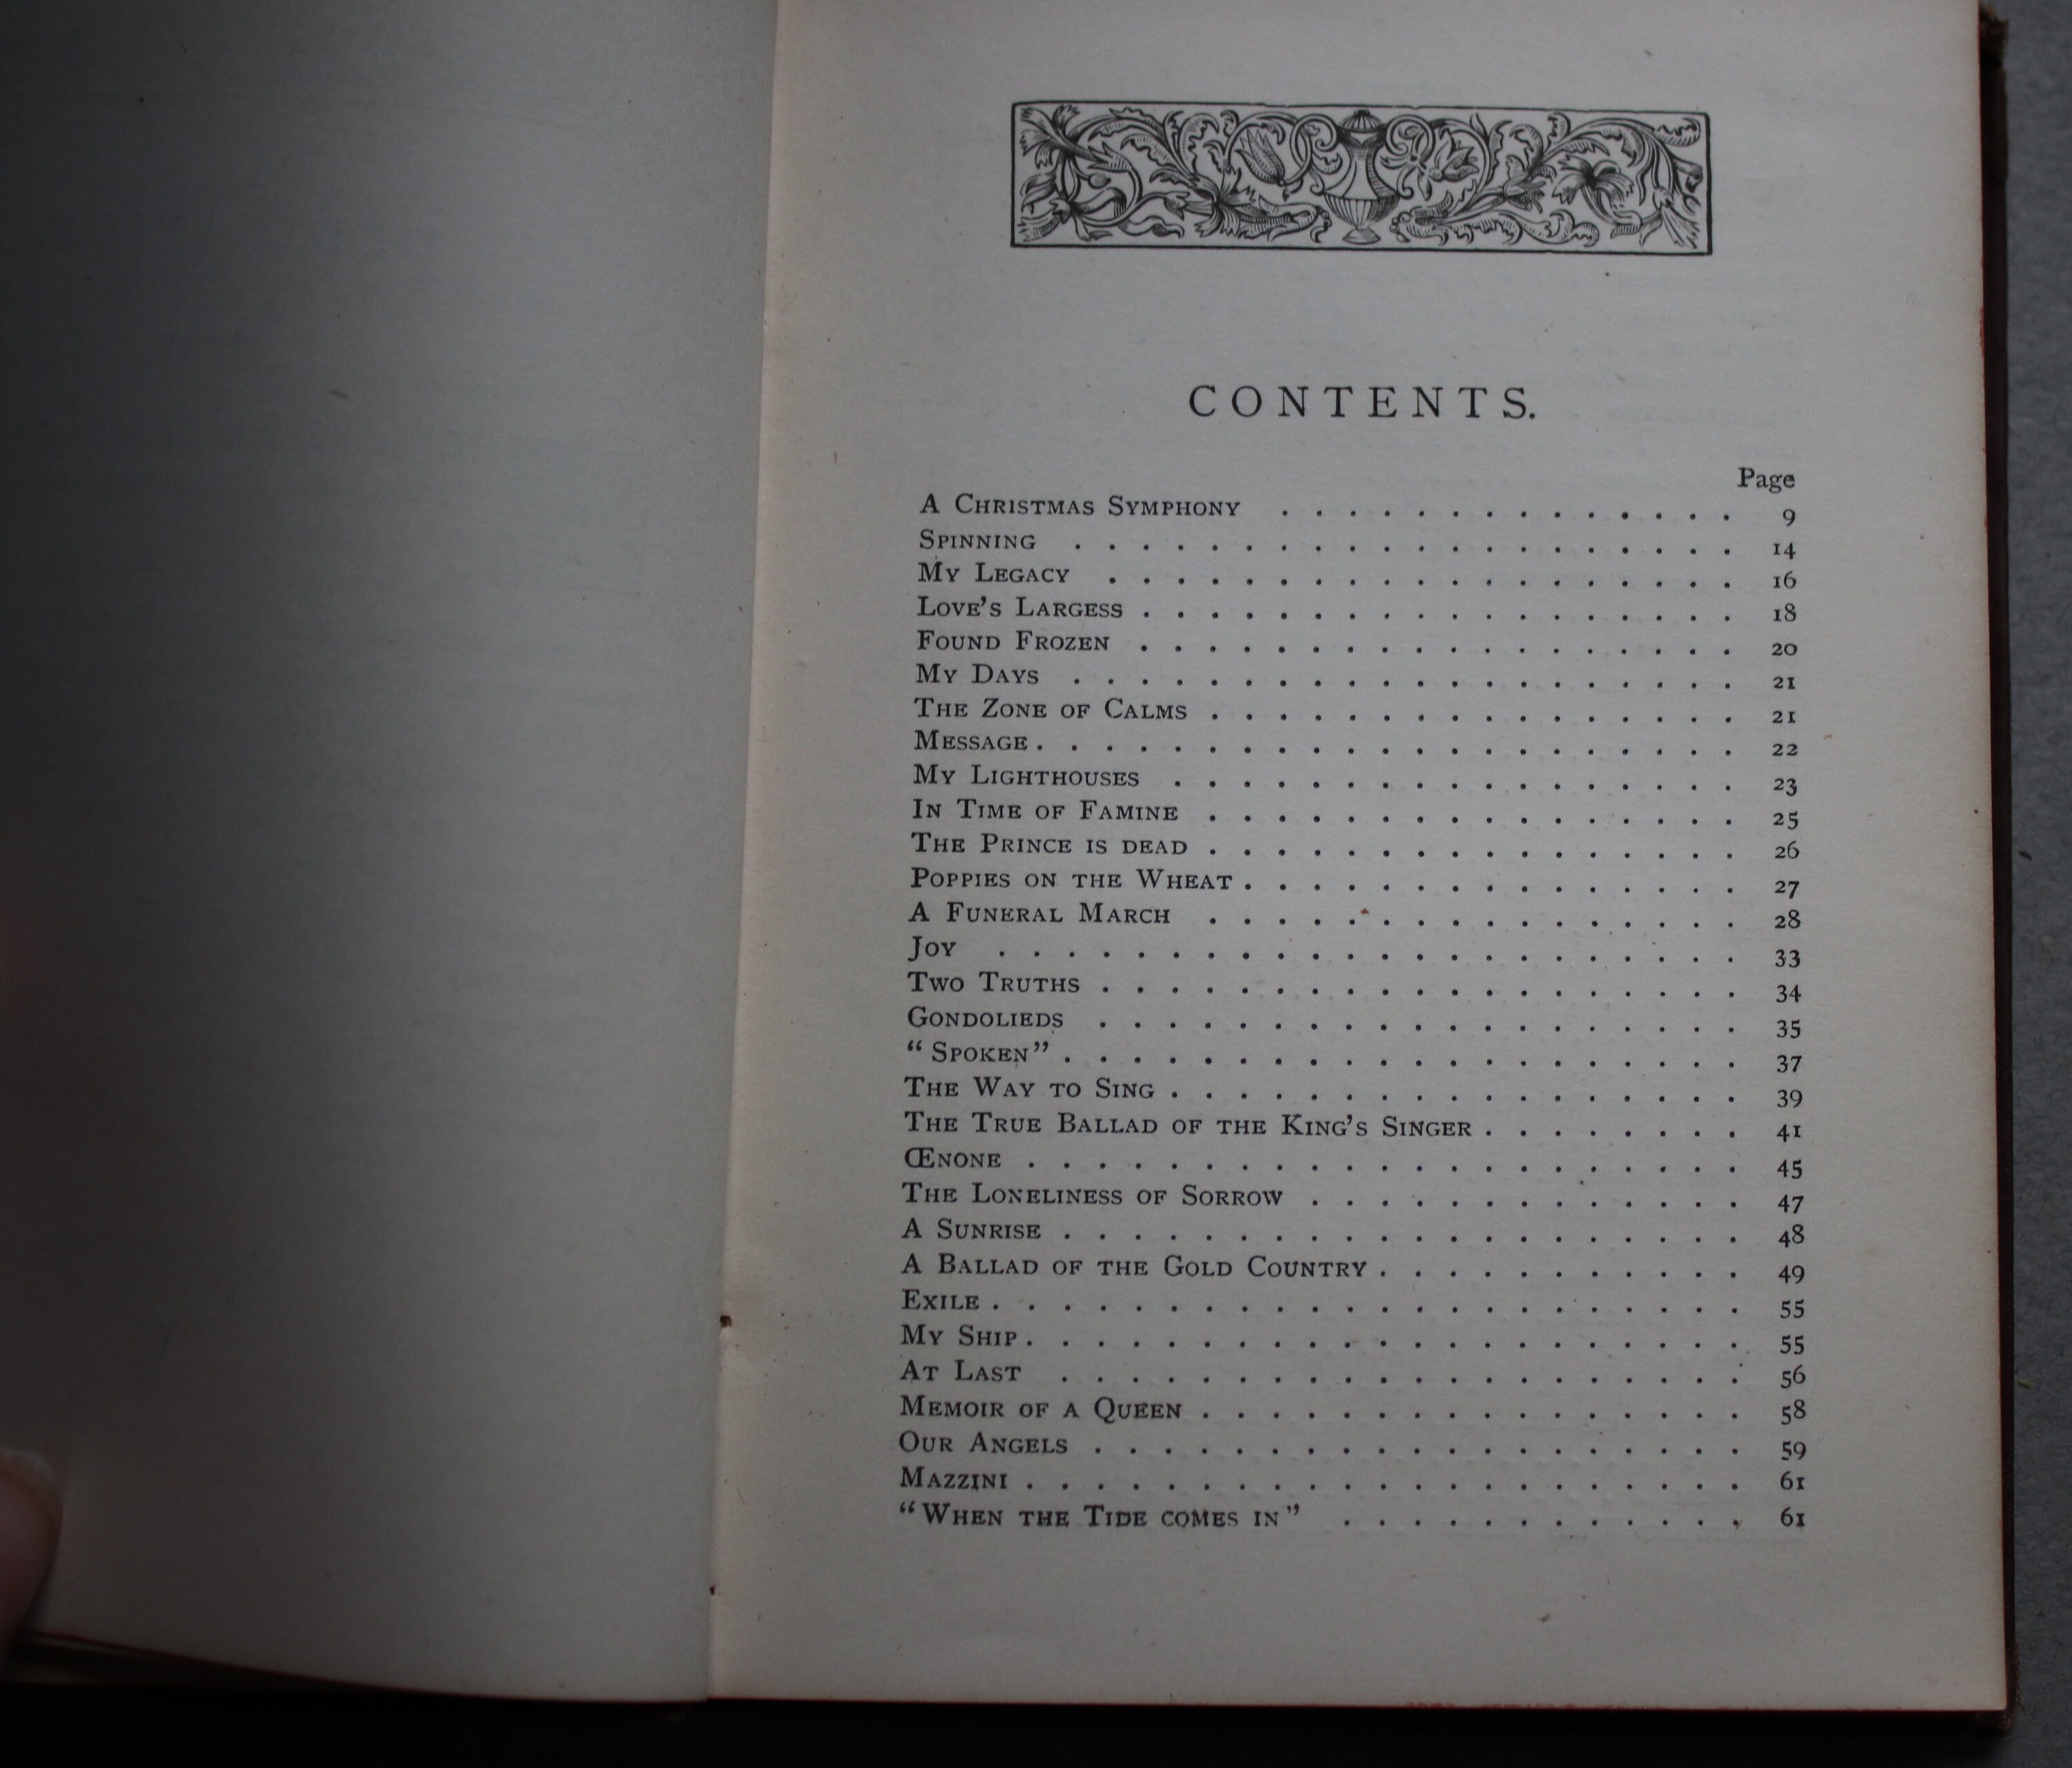 CONTENTS.
Page
A Christmas Symphony . . . . . . . . . . . . . . 9
Spinning . . . . . . . . . . . . . . . . . . . . 14
My Legacy . . . . . . . . . . . . . . . . . . . 16
Love's Largess . . . . . . . . . . . . . . . . . . 18
Found Frozen . . . . . . . . . . . . . . . . . . 20
My Days . . . . . . . . . . . . . . . . . . . . 21
The Zone of Calms . . . . . . . . . . . . . . . . 21
Message . . . . . . . . . . . . . . . . . . . . . 22
My Lighthouses . . . . . . . . . . . . . . . . . 23
In Time of Famine . . . . . . . . . . . . . . . . 25
The Prince is dead . . . . . . . . . . . . . . . . 26
Poppies on the Wheat . . . . . . . . . . . . . . . 27
A Funeral March . . . . . . . . . . . . . . . . 28
Joy . . . . . . . . . . . . . . . . . . . . . . 33
Two Truths . . . . . . . . . . . . . . . . . . . 34
Gondolieds . . . . . . . . . . . . . . . . . . . 35
“Spoken” . . . . . . . . . . . . . . . . . . . . 37
The Way to Sing . . . . . . . . . . . . . . . . . 39
The True Ballad of the King's Singer . . . . . . . . 41
Œnone . . . . . . . . . . . . . . . . . . . . . 45
The Loneliness of Sorrow . . . . . . . . . . . . . 47
A Sunrise . . . . . . . . . . . . . . . . . . . . 48
A Ballad of the Gold Country . . . . . . . . . . . 49
Exile . . . . . . . . . . . . . . . . . . . . . . 55
My Ship . . . . . . . . . . . . . . . . . . . . . 55
At Last . . . . . . . . . . . . . . . . . . . . 56
Memoir of a Queen . . . . . . . . . . . . . . . . 58
Our Angels . . . . . . . . . . . . . . . . . . . 59
Mazzini . . . . . . . . . . . . . . . . . . . . . 61
“When the Tide comes in” . . . . . . . . . . . . 61